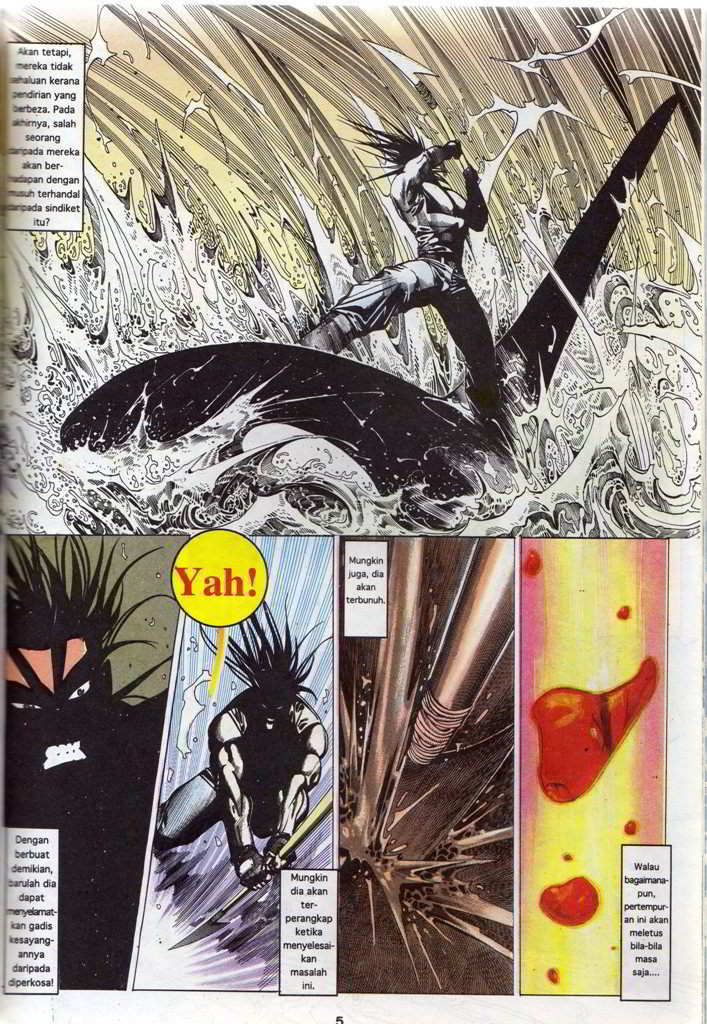 Akan tetapi,
mereka tidak
sehaluan kerana
pendirian yang
berbeza. Pada
akhirnya, salah
seorang
daripada mereka
akan ber-
hadapan dengan
musuh terhandal
daripada sindiket
itu?
Yah!
Dengan
berbuat
demikian,
barulah dia
dapat
menyelamat-
kan gadis
kesayang-
annya
daripada
diperkosa!
Mungkin
dia akan
ter-
perangkap
ketika
menyelesai-
kan
masalah
ini.
Mungkin
juga, dia
akan
terbunuh.
Walau
bagaimana-
pun,
pertempur-
an ini akan
meletus
bila-bila
masa
saja....
5